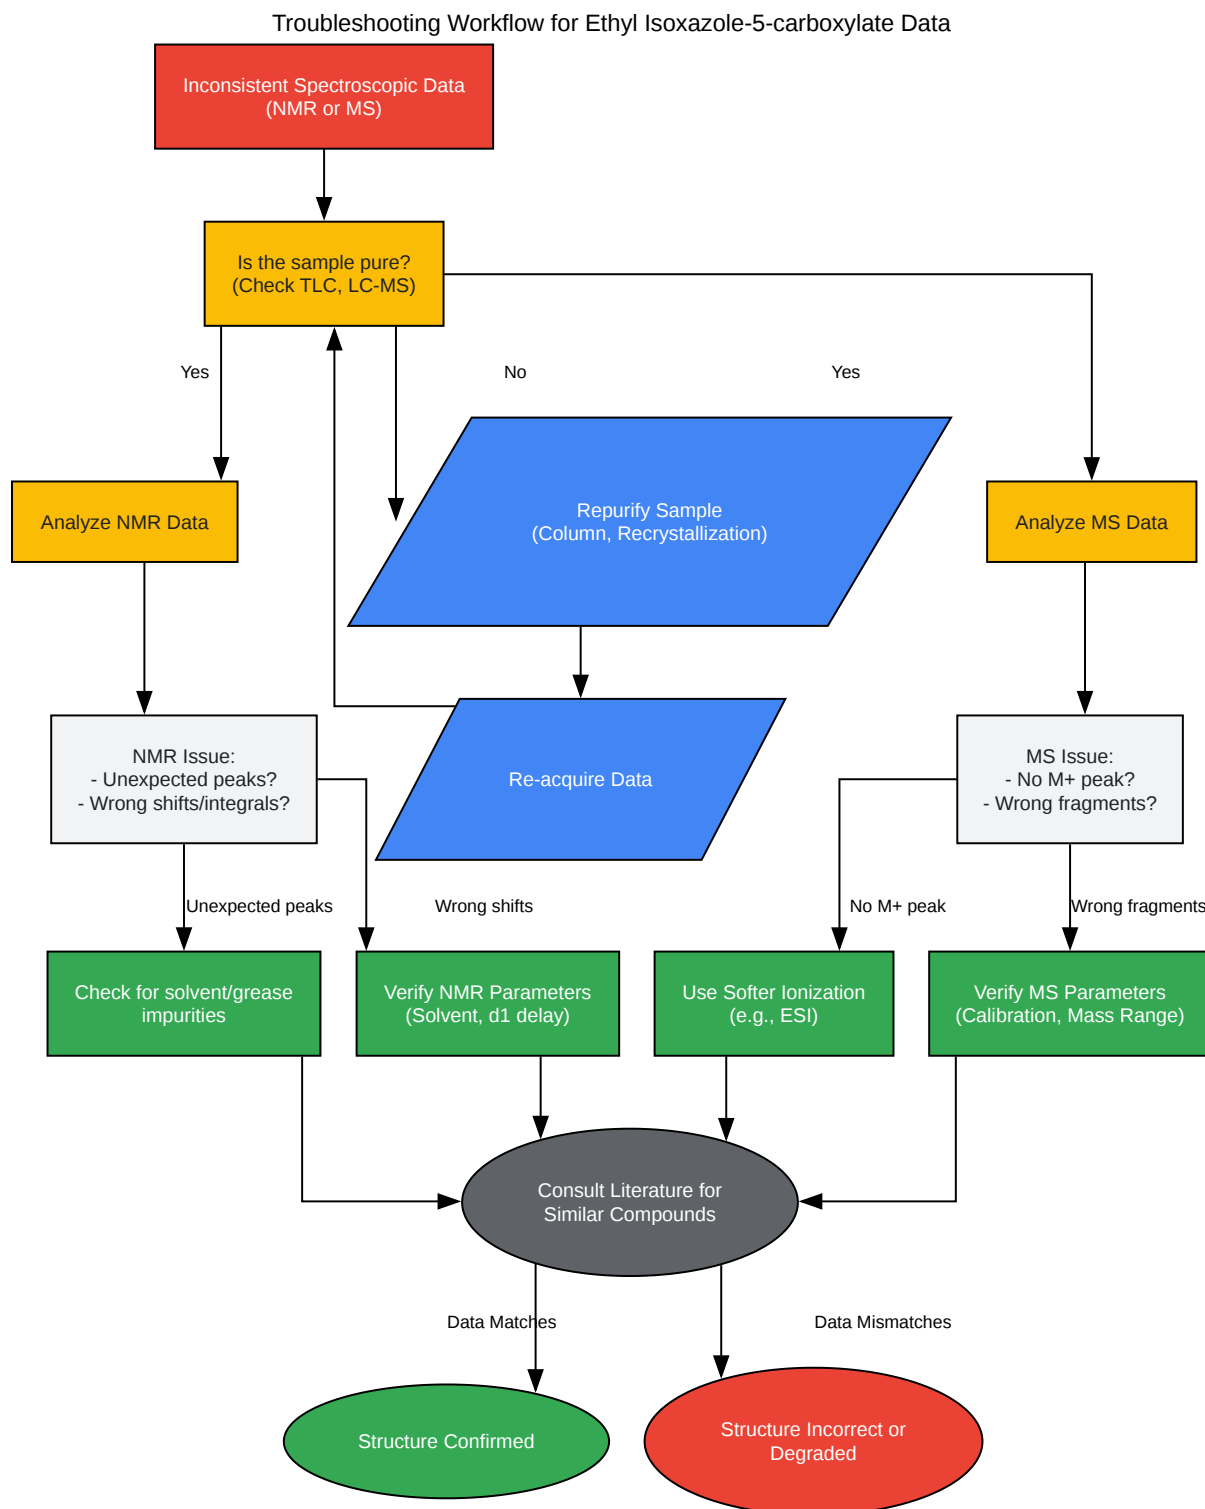 Troubleshooting Workflow for Ethyl Isoxazole-5-carboxylate Data
Inconsistent Spectroscopic Data
(NMR or MS)
Is the sample pure?
(Check TLC, LC-MS)
Yes
No
Yes
Repurify Sample
(Column, Recrystallization)
Analyze NMR Data
Analyze MS Data
NMR Issue:
- Unexpected peaks?
- Wrong shifts/integrals?
Re-acquire Data
MS Issue:
- No M+ peak?
- Wrong fragments?
Unexpected peaks
Wrong shifts
No M+ peak
Wrong fragments
Check for solvent/grease
impurities
Verify NMR Parameters
(Solvent, d1 delay)
Use Softer Ionization
(e.g., ESI)
Verify MS Parameters
(Calibration, Mass Range)
Consult Literature for
Similar Compounds
Data Matches
Data Mismatches
Structure Confirmed
Structure Incorrect or
Degraded